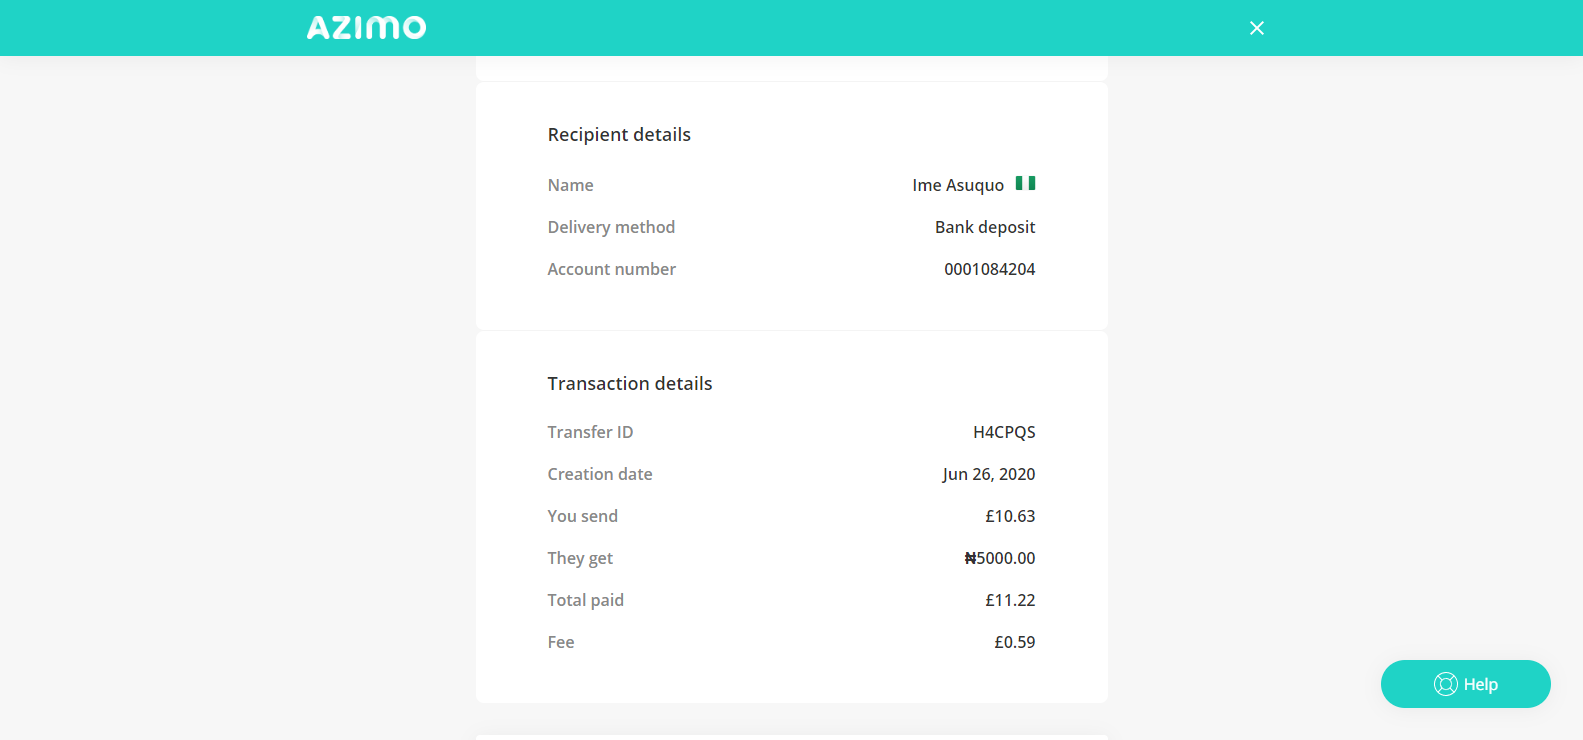 AZIMO
Recipient details
Name Ime Asuquo
Delivery method Bank deposit
Account number 0001084204
Transaction details
Transfer ID H4CPQS
Creation date Jun 26, 2020
You send £10.63
They get ₦5000.00
Total paid £11.22
Fee £0.59
Help